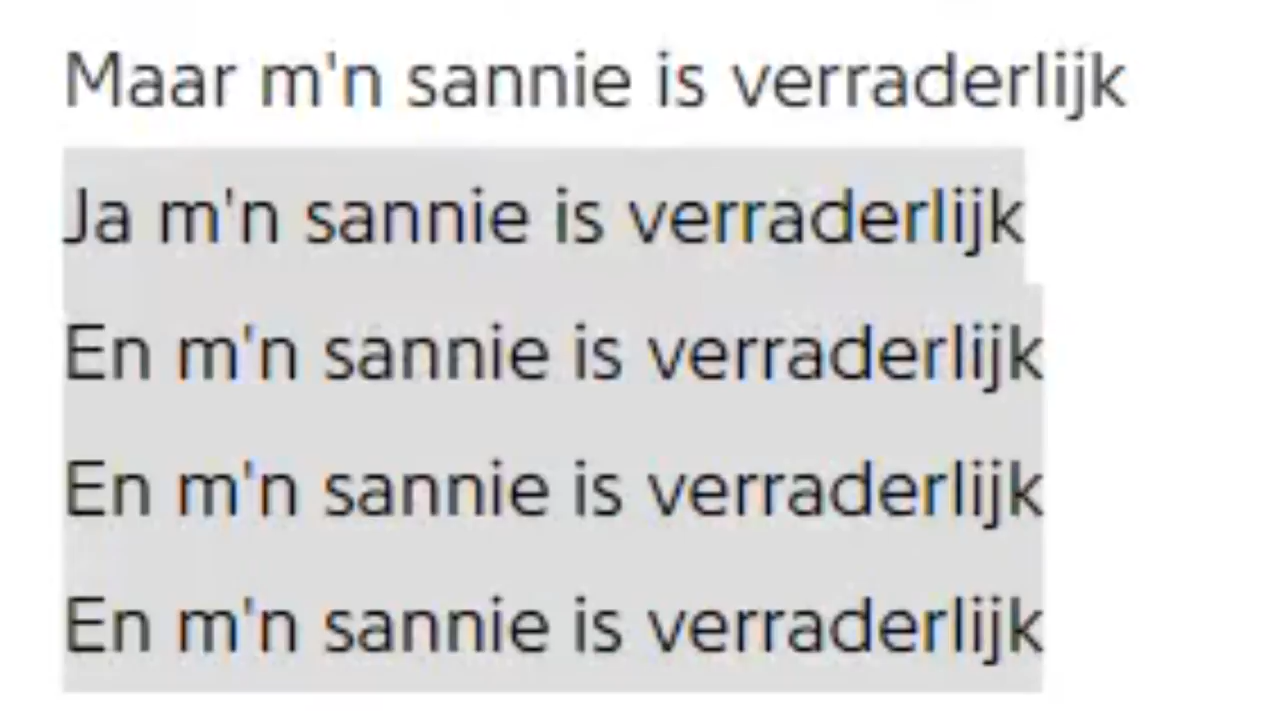 Maar m'n sannie is verraderlijk
Ja m'n sannie is verraderlijk
En m'n sannie is verraderlijk
En m'n sannie is verraderlijk
En m'n sannie is verraderlijk